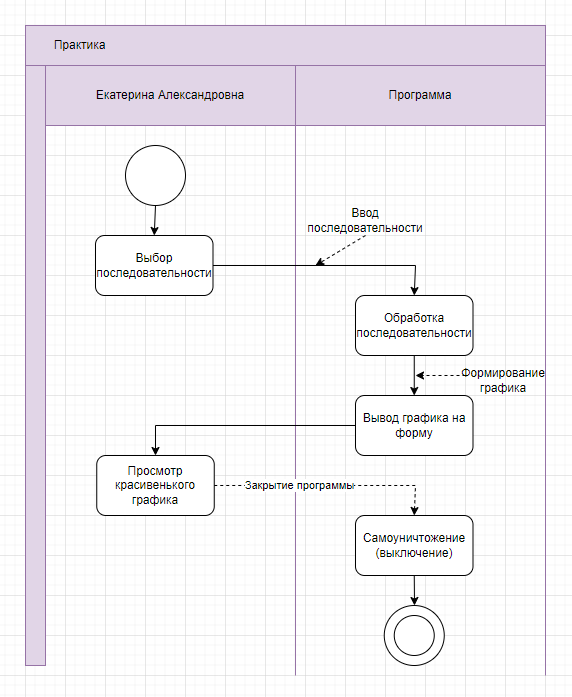 Практика
Екатерина Александровна
Программа
Ввод
последовательности
Выбор
последовательности
Обработка
последовательности
Формирование
графика
Вывод графика на
форму
Просмотр
красивенького
графика
Закрытие программы
Самоуничтожение
(выключение)